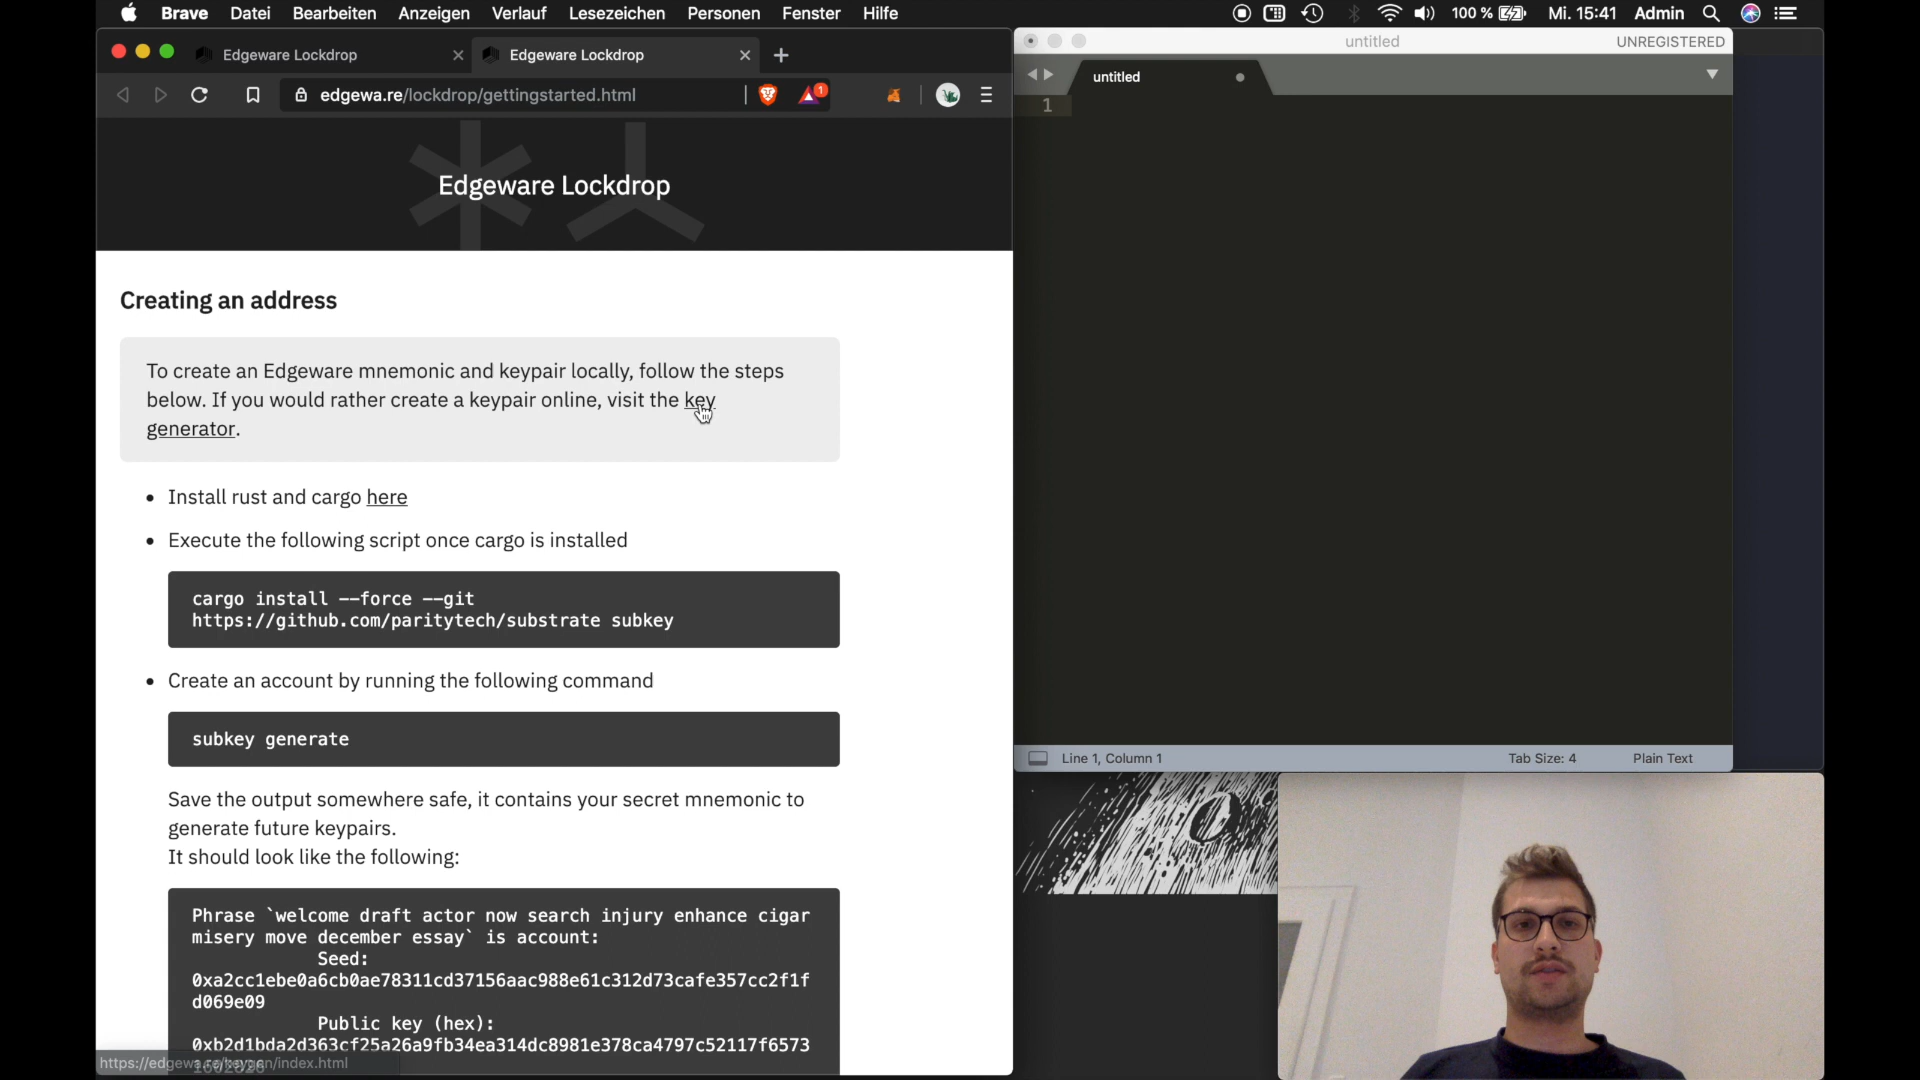 Brave Datei Bearbeiten Anzeigen Verlauf Lesezeichen Personen Fenster Hilfe 100 % Mi. 15:41 Admin
Edgeware Lockdrop
Edgeware Lockdrop
edgewa.re/lockdrop/gettingstarted.html
1
Edgeware Lockdrop
Creating an address
To create an Edgeware mnemonic and keypair locally, follow the steps
below. If you would rather create a keypair online, visit the key
generator.
• Install rust and cargo here
• Execute the following script once cargo is installed
cargo install --force --git
https://github.com/paritytech/substrate subkey
• Create an account by running the following command
subkey generate
Save the output somewhere safe, it contains your secret mnemonic to
generate future keypairs.
It should look like the following:
Phrase `welcome draft actor now search injury enhance cigar
misery move december essay` is account:
Seed:
0xa2cc1ebe0a6cb0ae78311cd37156aac988e61c312d73cafe357cc2f1f
d069e09
Public key (hex):
0xb2d1bda2d363cf25a26a9fb34ea314dc8981e378ca4797c52117f6573
https://edgewa.re/keygen/index.html
untitled
UNREGISTERED
untitled
1
Line 1, Column 1
Tab Size: 4
Plain Text